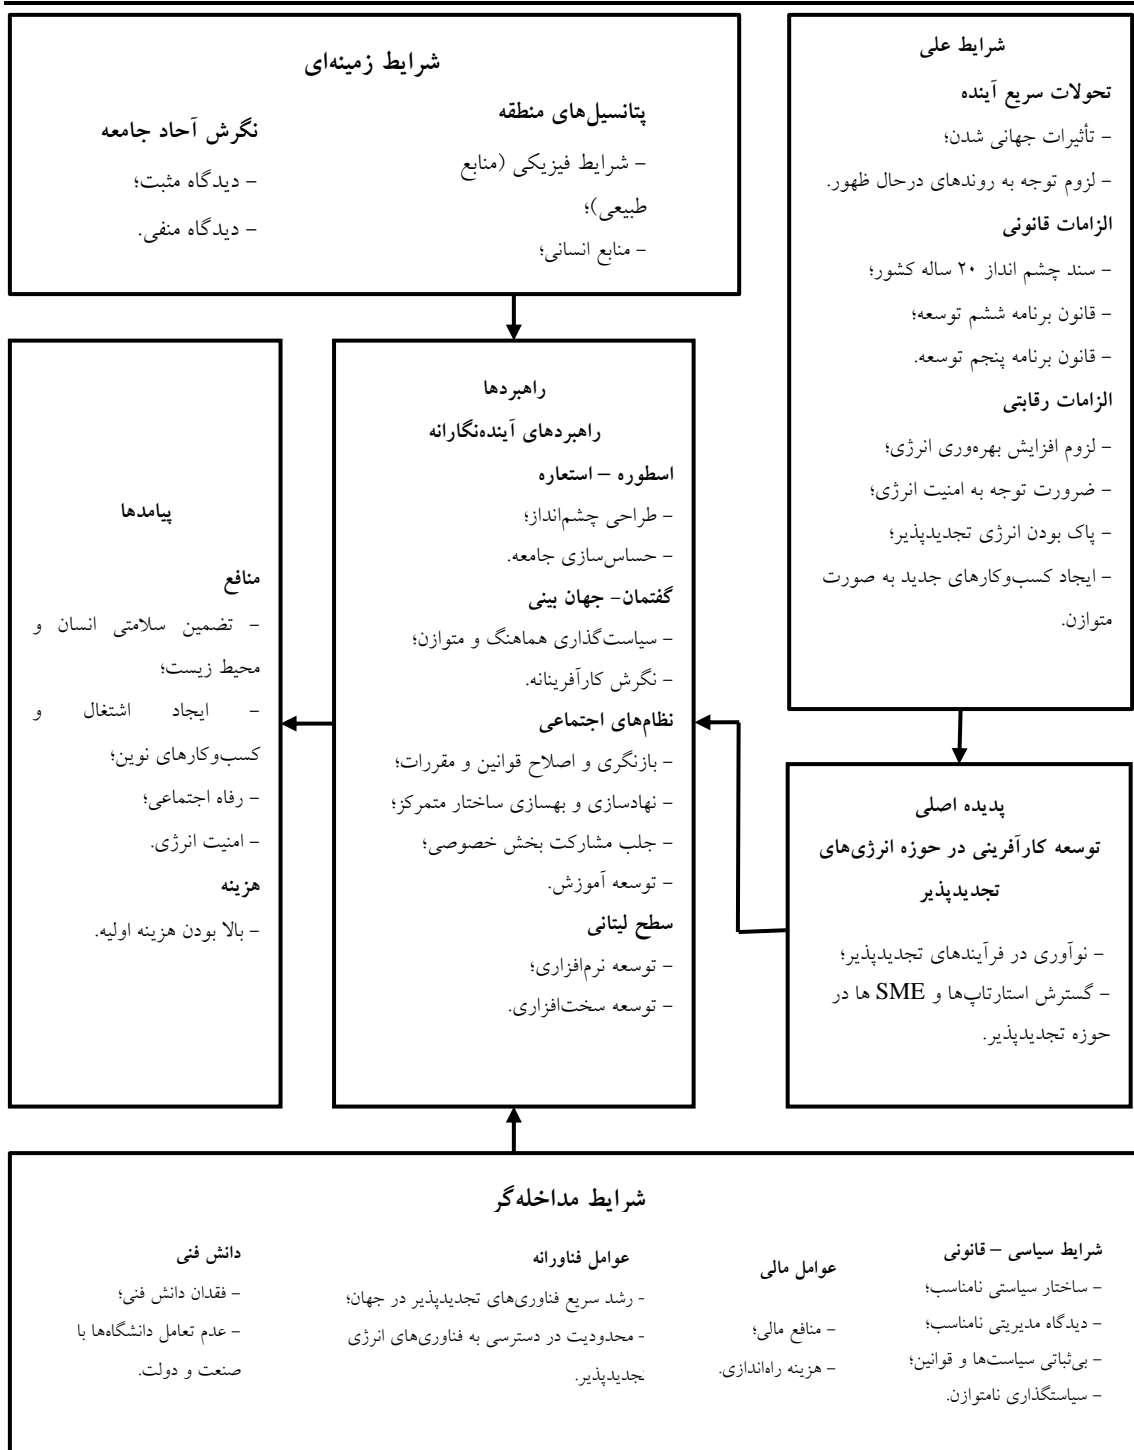 شرایط علی
تحولات سریع آینده
– تأثیرات جهانی شدن؛
– لزوم توجه به روندهای درحال ظهور.
الزامات قانونی
– سند چشم انداز ۲۰ ساله کشور؛
– قانون برنامه ششم توسعه؛
– قانون برنامه پنجم توسعه.
الزامات رقابتی
– لزوم افزایش بهره‌وری انرژی؛
– ضرورت توجه به امنیت انرژی؛
– پاک بودن انرژی تجدیدپذیر؛
– ایجاد کسب‌وکارهای جدید به صورت
متوازن.
شرایط زمینه‌ای
پتانسیل‌های منطقه
– شرایط فیزیکی (منابع
طبیعی)؛
– منابع انسانی؛
نگرش آحاد جامعه
– دیدگاه مثبت؛
– دیدگاه منفی.
پدیده اصلی
توسعه کارآفرینی در حوزه انرژی‌های
تجدیدپذیر
– نوآوری در فرآیندهای تجدیدپذیر؛
– گسترش استارتاپ‌ها و SME ها در
حوزه تجدیدپذیر.
راهبردها
راهبردهای آینده‌نگارانه
اسطوره – استعاره
– طراحی چشم‌انداز؛
– حساس‌سازی جامعه.
گفتمان- جهان بینی
– سیاست‌گذاری هماهنگ و متوازن؛
– نگرش کارآفرینانه.
نظام‌های اجتماعی
– بازنگری و اصلاح قوانین و مقررات؛
– نهادسازی و بهسازی ساختار متمرکز؛
– جلب مشارکت بخش خصوصی؛
– توسعه آموزش.
سطح لیتانی
– توسعه نرم‌افزاری؛
– توسعه سخت‌افزاری.
پیامدها
منافع
– تضمین سلامتی انسان و
محیط زیست؛
– ایجاد اشتغال و
کسب‌وکارهای نوین؛
– رفاه اجتماعی؛
– امنیت انرژی.
هزینه
– بالا بودن هزینه اولیه.
شرایط مداخله‌گر
شرایط سیاسی – قانونی
– ساختار سیاستی نامناسب؛
– دیدگاه مدیریتی نامناسب؛
– بی‌ثباتی سیاست‌ها و قوانین؛
– سیاستگذاری نامتوازن.
عوامل مالی
– منافع مالی؛
– هزینه راه‌اندازی.
عوامل فناورانه
- رشد سریع فناوری‌های تجدیدپذیر در جهان؛
- محدودیت در دسترسی به فناوری‌های انرژی
تجدیدپذیر.
دانش فنی
– فقدان دانش فنی؛
– عدم تعامل دانشگاه‌ها با
صنعت و دولت.